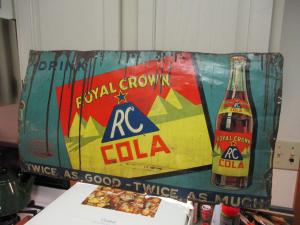 DRINK
ROYAL CROWN
RC
COLA
ROYAL CROWN
RC
COLA
TWICE AS GOOD - TWICE AS MUCH